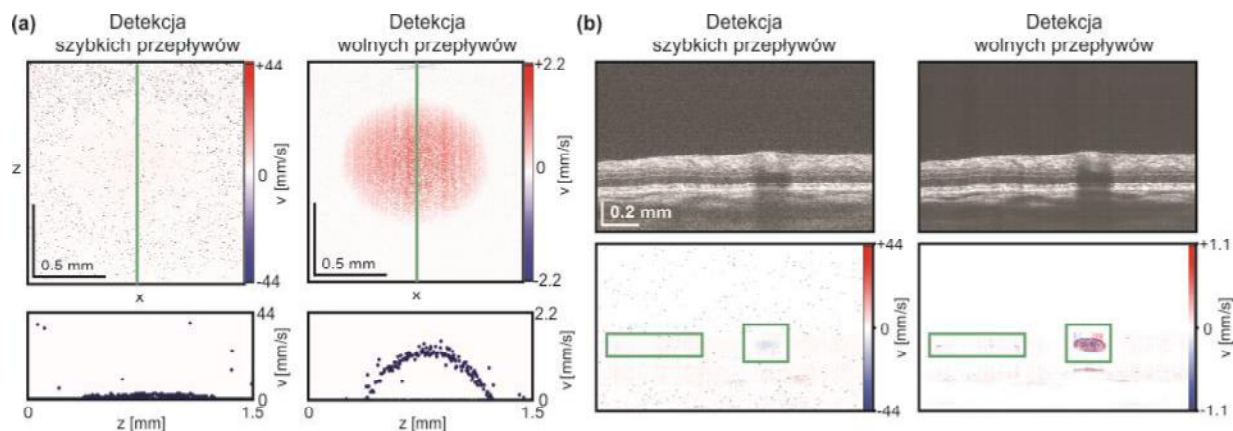 (a)
Detekcja
szybkich przepływów
Detekcja
wolnych przepływów
+44
0
-44
v [mm/s]
z
0.5 mm
x
+2.2
0
-2.2
v [mm/s]
0.5 mm
x
44
0
v [mm/s]
0
1.5
z [mm]
2.2
0
v [mm/s]
0
1.5
z [mm]
(b)
Detekcja
szybkich przepływów
Detekcja
wolnych przepływów
0.2 mm
+44
0
-44
v [mm/s]
+1.1
0
-1.1
v [mm/s]